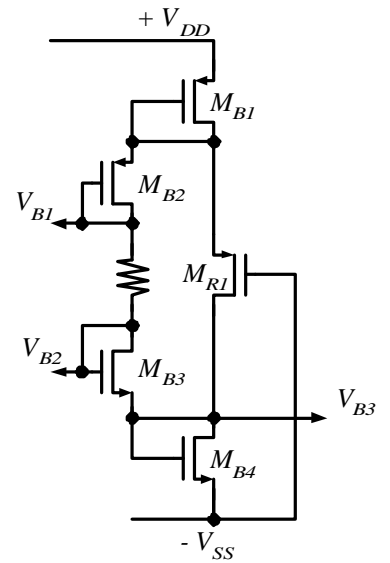 + V_DD
M_B1
M_B2
V_B1
M_R1
V_B2
M_B3
V_B3
M_B4
- V_SS